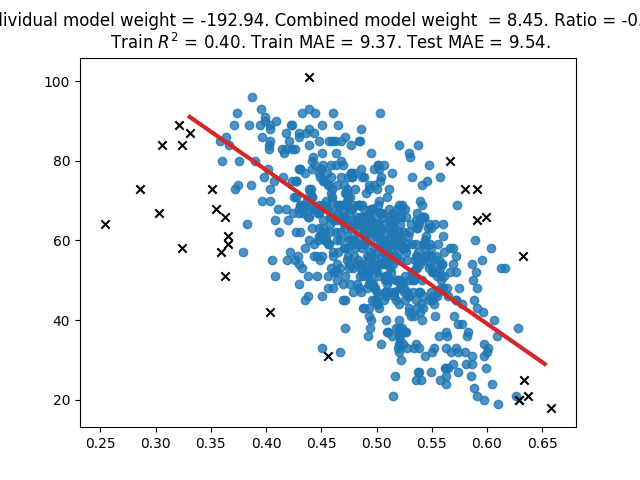 dividual model weight = -192.94. Combined model weight = 8.45. Ratio = -0.
Train R² = 0.40. Train MAE = 9.37. Test MAE = 9.54.
100
80
60
40
20
0.25 0.30 0.35 0.40 0.45 0.50 0.55 0.60 0.65